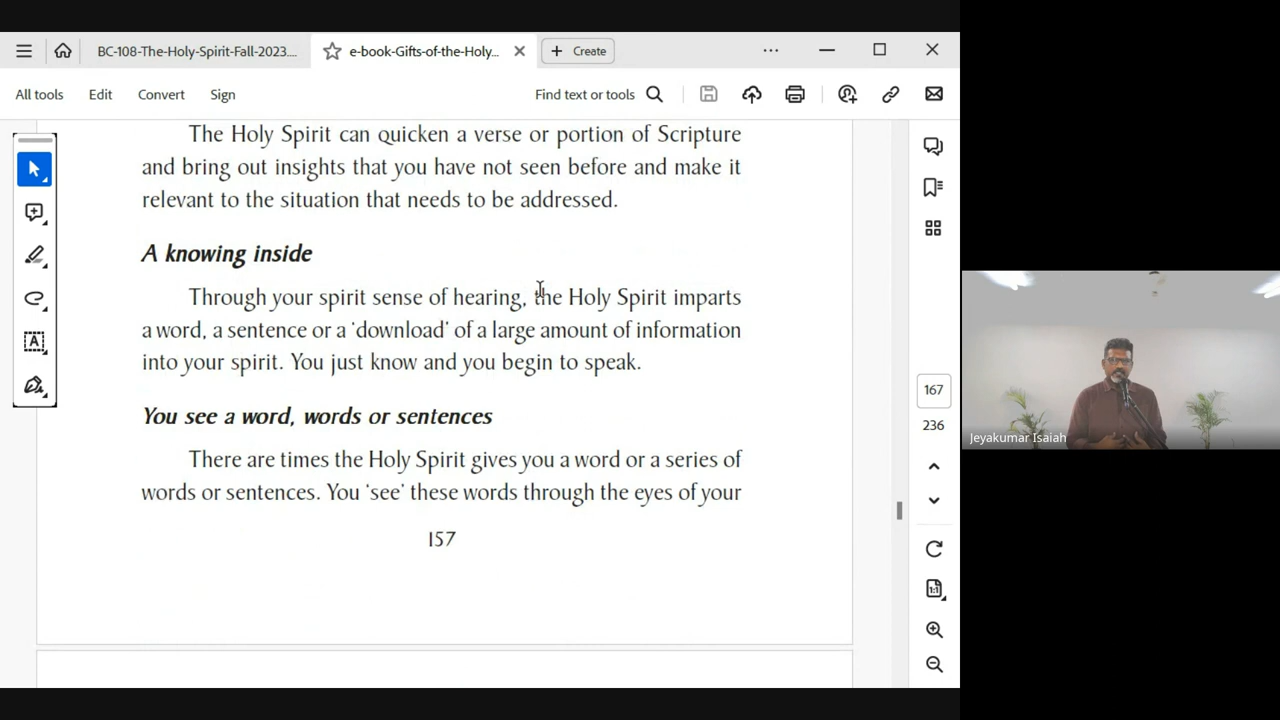 BC-108-The-Holy-Spirit-Fall-2023....
e-book-Gifts-of-the-Holy...
Create
All tools
Edit
Convert
Sign
Find text or tools
The Holy Spirit can quicken a verse or portion of Scripture
and bring out insights that you have not seen before and make it
relevant to the situation that needs to be addressed.
A knowing inside
Through your spirit sense of hearing, the Holy Spirit imparts
a word, a sentence or a 'download' of a large amount of information
into your spirit. You just know and you begin to speak.
You see a word, words or sentences
There are times the Holy Spirit gives you a word or a series of
words or sentences. You 'see' these words through the eyes of your
157
167
236
1:1
Jeyakumar Isaiah